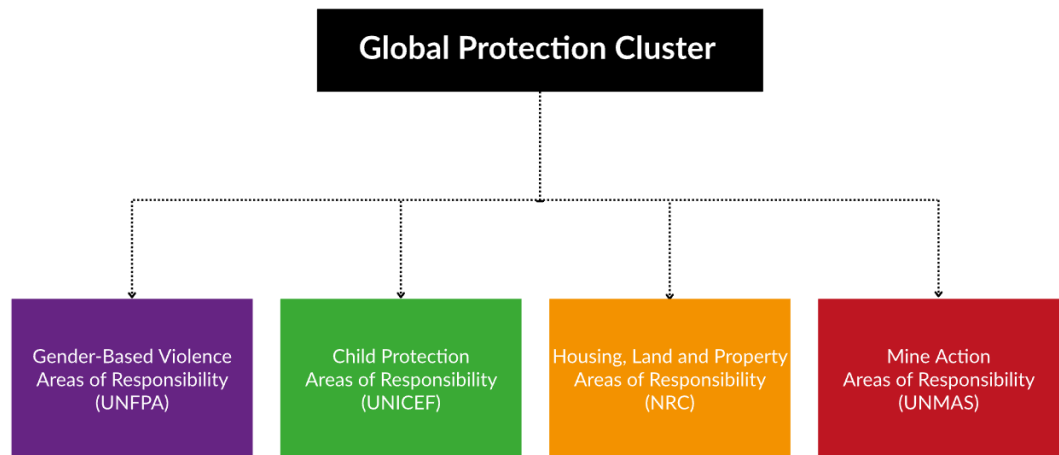 Global Protection Cluster
Gender-Based Violence
Areas of Responsibility
(UNFPA)
Child Protection
Areas of Responsibility
(UNICEF)
Housing, Land and Property
Areas of Responsibility
(NRC)
Mine Action
Areas of Responsibility
(UNMAS)